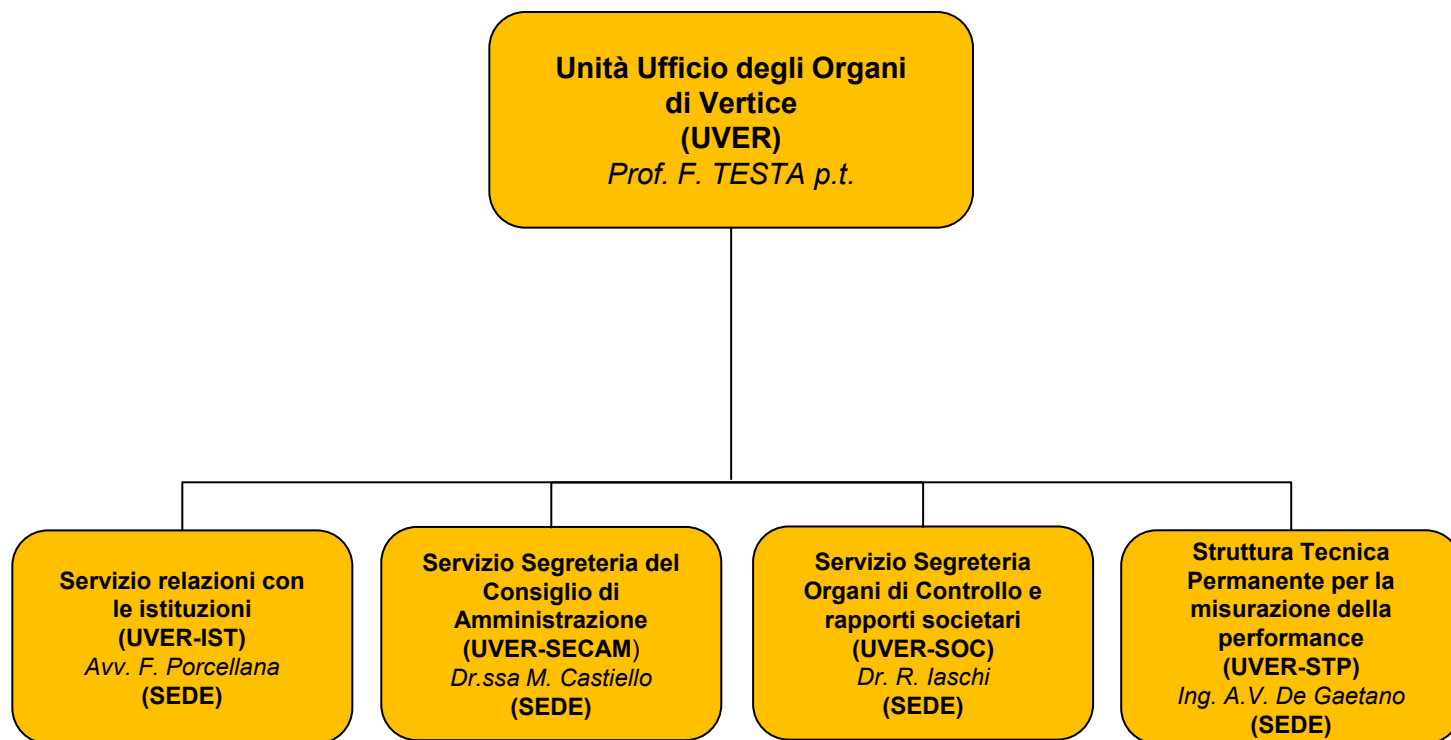 Unità Ufficio degli Organi
di Vertice
(UVER)
Prof. F. TESTA p.t.
Servizio relazioni con
le istituzioni
(UVER-IST)
Avv. F. Porcellana
(SEDE)
Servizio Segreteria del
Consiglio di
Amministrazione
(UVER-SECAM)
Dr.ssa M. Castiello
(SEDE)
Servizio Segreteria
Organi di Controllo e
rapporti societari
(UVER-SOC)
Dr. R. Iaschi
(SEDE)
Struttura Tecnica
Permanente per la
misurazione della
performance
(UVER-STP)
Ing. A.V. De Gaetano
(SEDE)